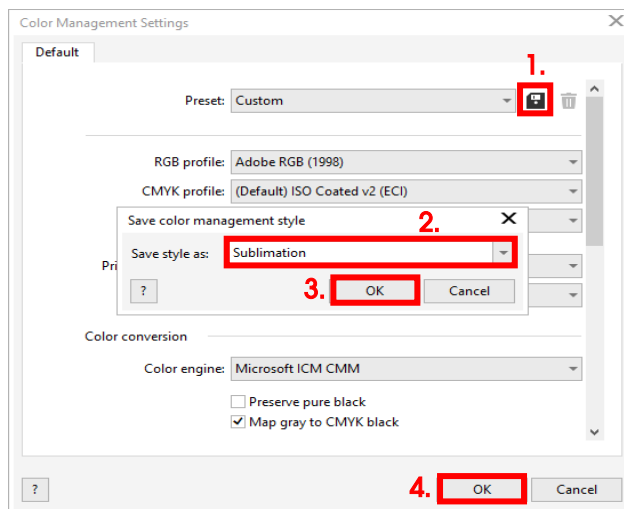 Color Management Settings
Default
1.
Preset: Custom
RGB profile: Adobe RGB (1998)
CMYK profile: (Default) ISO Coated v2 (ECI)
Save color management style
2.
Save style as: Sublimation
Pri
? 3. OK Cancel
Color conversion
Color engine: Microsoft ICM CMM
Preserve pure black
Map gray to CMYK black
? 4. OK Cancel